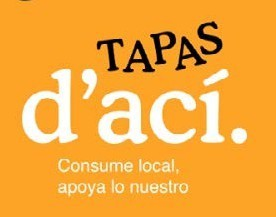 TAPAS
d'ací.
Consume local,
apoya lo nuestro